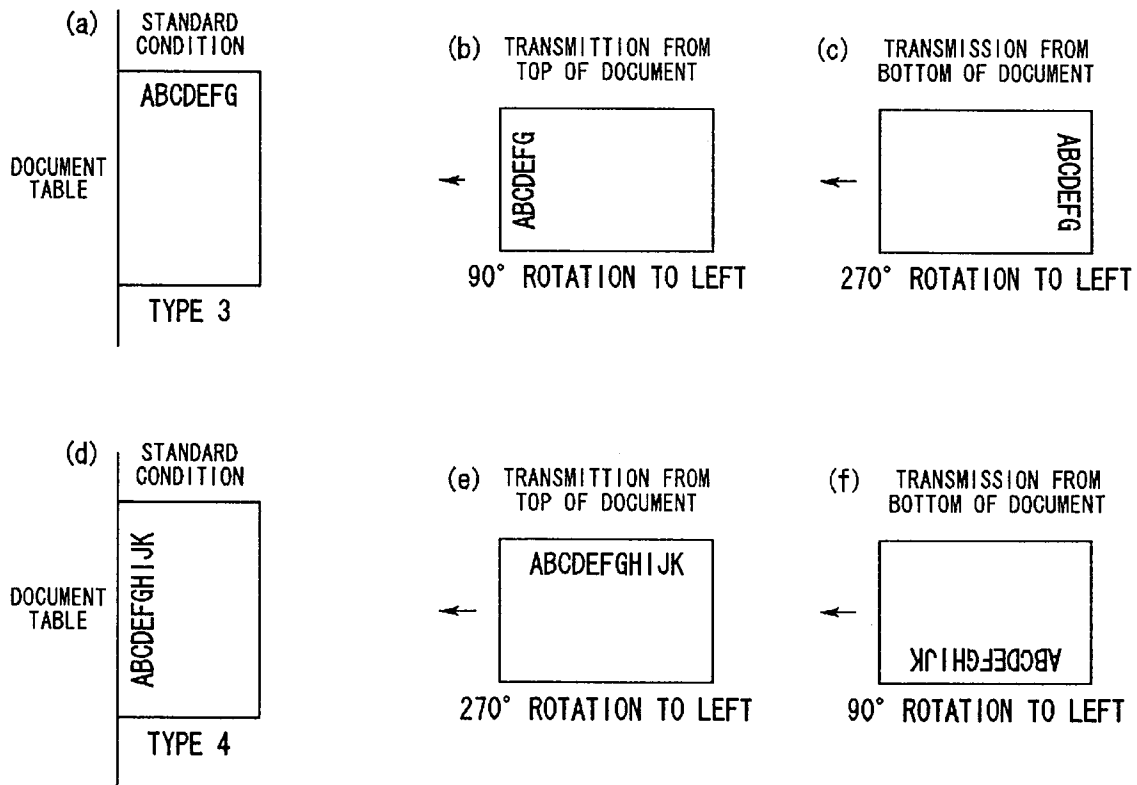 (a) STANDARD
CONDITION
ABCDEFG
DOCUMENT
TABLE
TYPE 3
(b) TRANSMITTION FROM
TOP OF DOCUMENT
ABCDEFG
90° ROTATION TO LEFT
(c) TRANSMISSION FROM
BOTTOM OF DOCUMENT
ABCDEFG
270° ROTATION TO LEFT
(d) STANDARD
CONDITION
ABCDEFGHIJK
DOCUMENT
TABLE
TYPE 4
(e) TRANSMITTION FROM
TOP OF DOCUMENT
ABCDEFGHIJK
270° ROTATION TO LEFT
(f) TRANSMISSION FROM
BOTTOM OF DOCUMENT
ABCDEFGHIJK
90° ROTATION TO LEFT